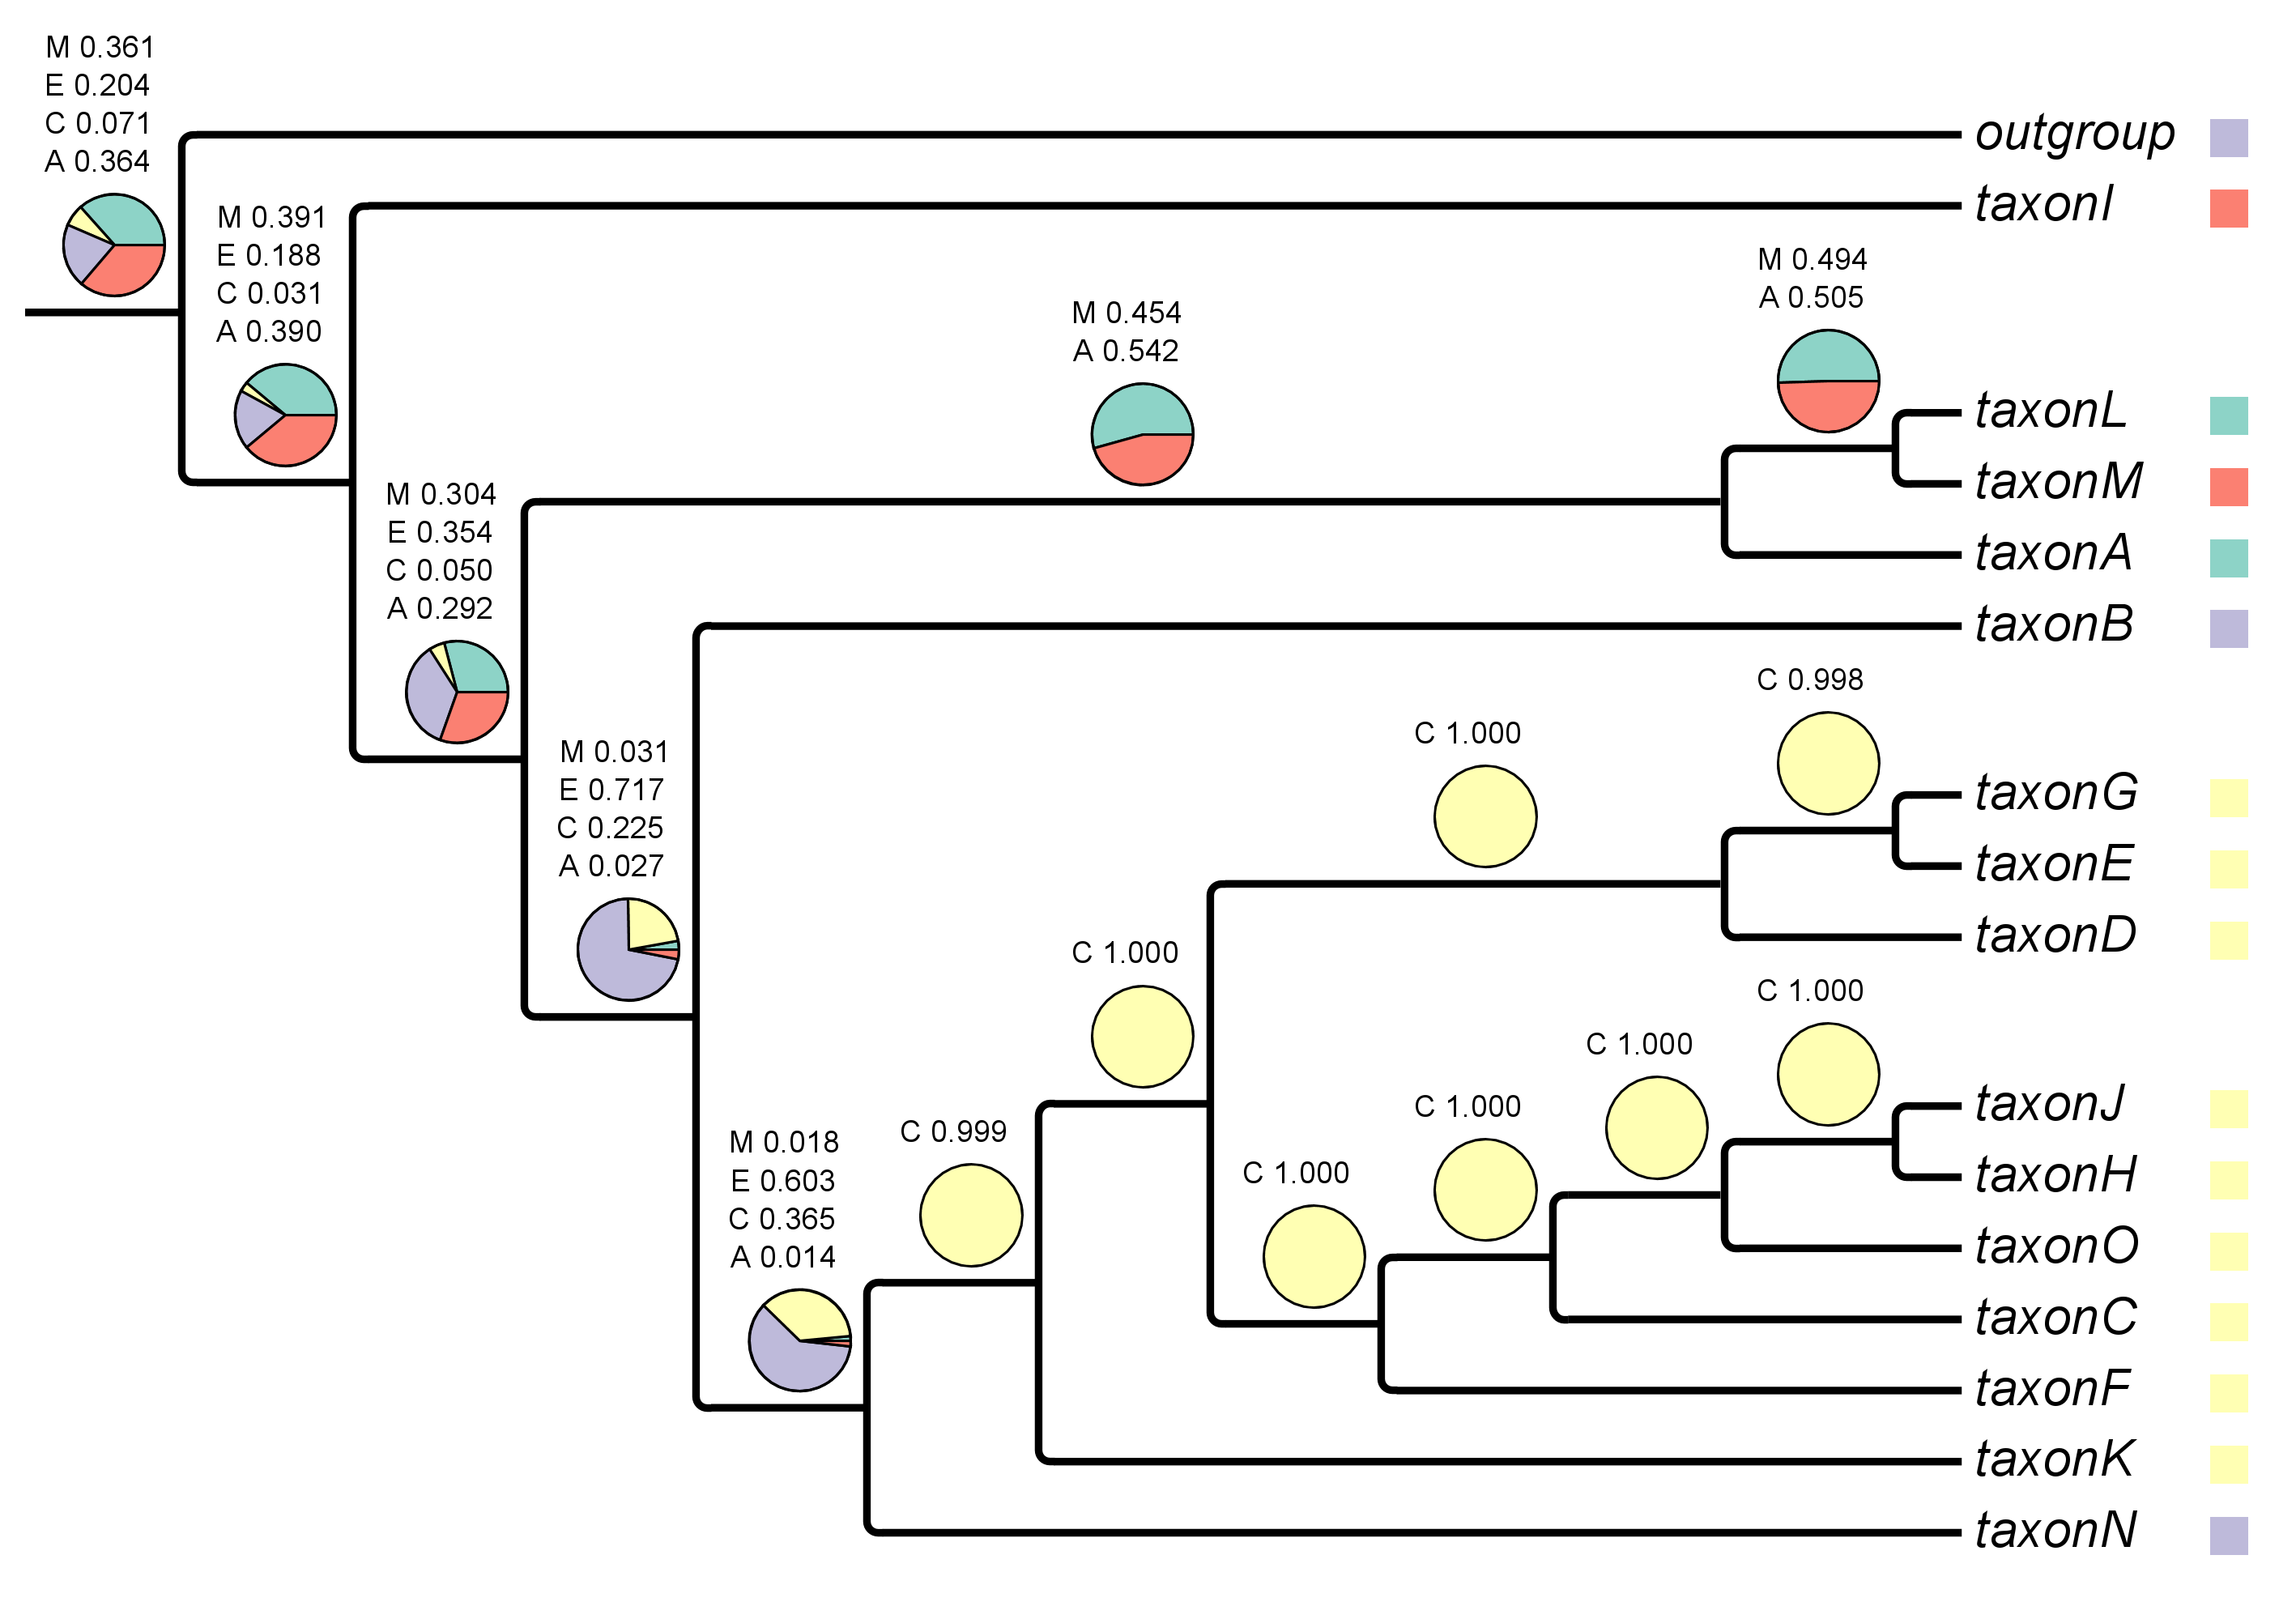 M 0.361
E 0.204
C 0.071
A 0.364
outgroup
taxonI
M 0.391
E 0.188
C 0.031
A 0.390
M 0.454
A 0.542
M 0.494
A 0.505
taxonL
taxonM
taxonA
M 0.304
E 0.354
C 0.050
A 0.292
taxonB
M 0.031
E 0.717
C 0.225
A 0.027
C 1.000
C 0.998
taxonG
taxonE
taxonD
C 1.000
M 0.018
E 0.603
C 0.365
A 0.014
C 0.999
C 1.000
C 1.000
C 1.000
C 1.000
taxonJ
taxonH
taxonO
taxonC
taxonF
taxonK
taxonN